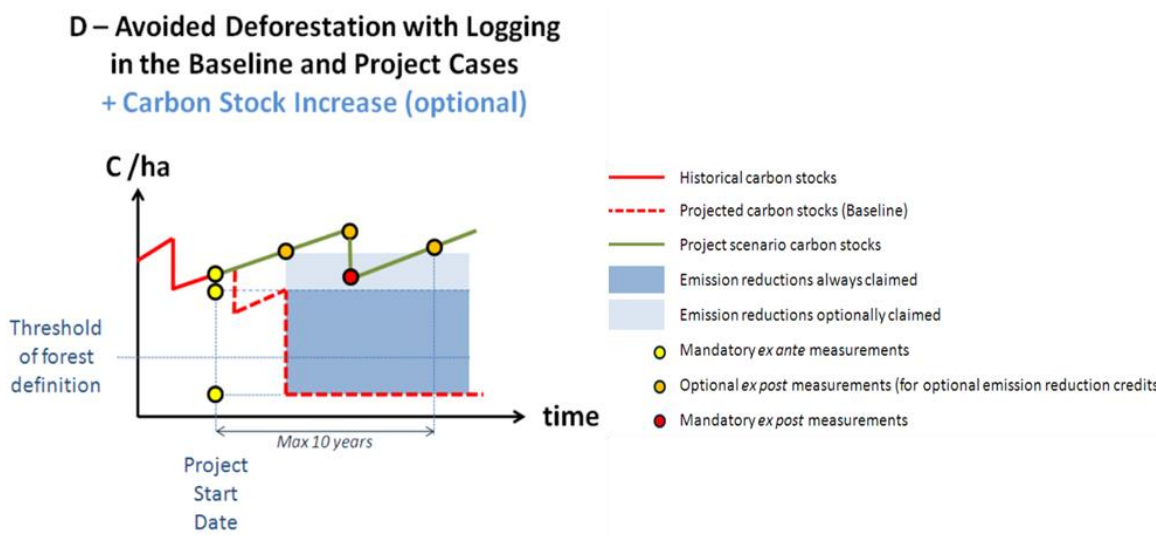 D – Avoided Deforestation with Logging
in the Baseline and Project Cases
+ Carbon Stock Increase (optional)
C /ha
Threshold
of forest
definition
time
Max 10 years
Project
Start
Date
Historical carbon stocks
Projected carbon stocks (Baseline)
Project scenario carbon stocks
Emission reductions always claimed
Emission reductions optionally claimed
Mandatory ex ante measurements
Optional ex post measurements (for optional emission reduction credits
Mandatory ex post measurements